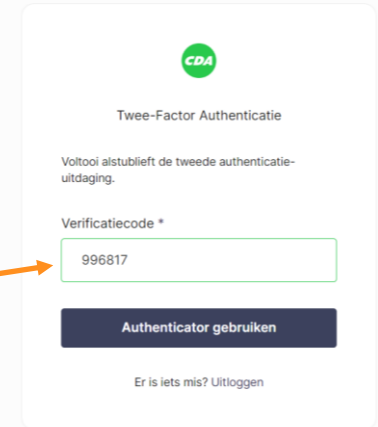 CDA
Twee-Factor Authenticatie
Voltooi alstublieft de tweede authenticatie-
uitdaging.
Verificatiecode *
996817
Authenticator gebruiken
Er is iets mis? Uitloggen